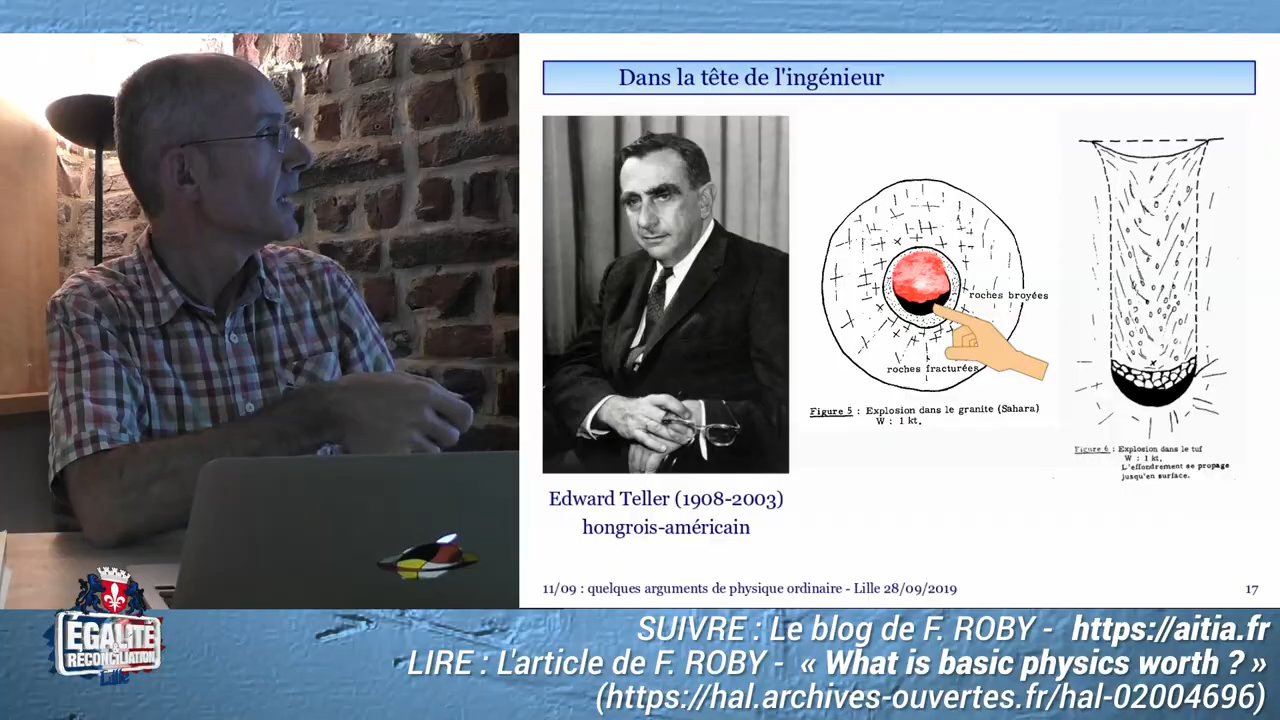 Dans la tête de l'ingénieur
roches broyées
roches fracturées
Figure 5 : Explosion dans le granite (Sahara)
W : 1 kt.
Figure 6 : Explosion dans le tuf
W : 1 kt.
L'effondrement se propage
jusqu'en surface.
Edward Teller (1908-2003)
hongrois-américain
11/09 : quelques arguments de physique ordinaire - Lille 28/09/2019
17
ÉGALITÉ
&
RÉCONCILIATION
Lille
SUIVRE : Le blog de F. ROBY - https://aitia.fr
LIRE : L'article de F. ROBY - « What is basic physics worth ? »
(https://hal.archives-ouvertes.fr/hal-02004696)